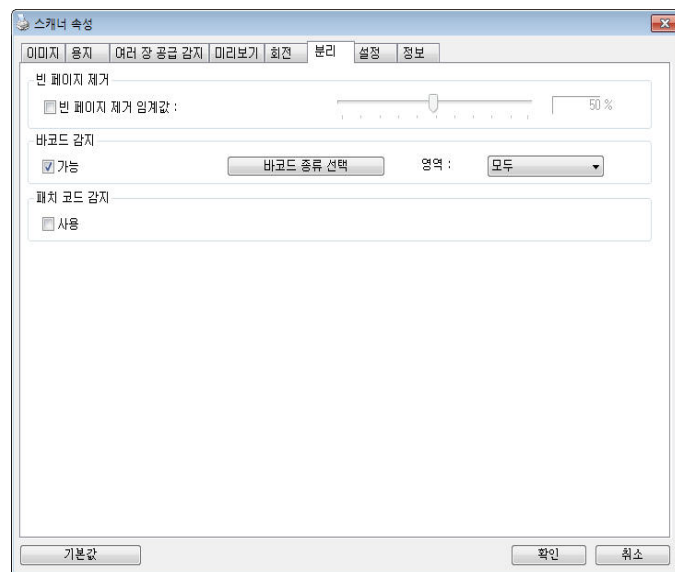 스캐너 속성
이미지 용지 여러 장 공급 감지 미리보기 회전 분리 설정 정보
빈 페이지 제거
빈 페이지 제거 임계값 : 50 %
바코드 감지
가능 바코드 종류 선택 영역 : 모두
패치 코드 감지
사용
기본값 확인 취소